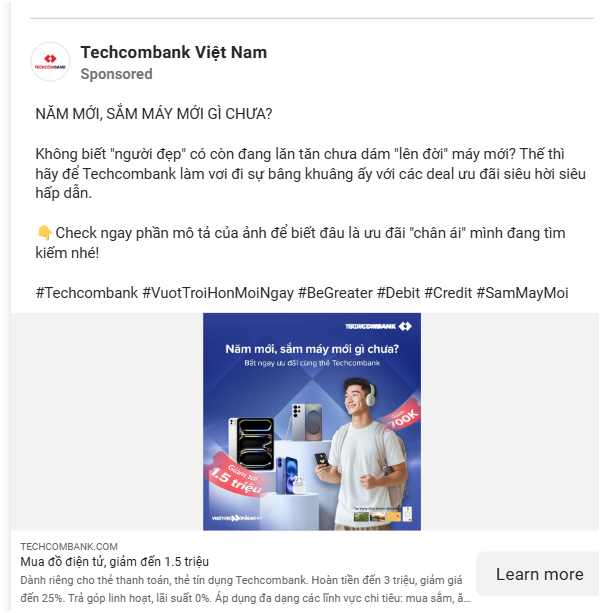 TECHCOMBANK
Techcombank Việt Nam
Sponsored
NĂM MỚI, SẮM MÁY MỚI GÌ CHƯA?
Không biết "người đẹp" có còn đang lăn tăn chưa dám "lên đời" máy mới? Thế thì
hãy để Techcombank làm vơi đi sự bâng khuâng ấy với các deal ưu đãi siêu hời siêu
hấp dẫn.
👇Check ngay phần mô tả của ảnh để biết đâu là ưu đãi "chân ái" mình đang tìm
kiếm nhé!
#Techcombank #VuotTroiHonMoiNgay #BeGreater #Debit #Credit #SamMayMoi
TECHCOMBANK
Năm mới, sắm máy mới gì chưa?
Bắt ngay ưu đãi cùng thẻ Techcombank
Giảm
700K
Giảm tới
1.5 triệu
TECHCOMBANK.COM
Mua đồ điện tử, giảm đến 1.5 triệu
Dành riêng cho thẻ thanh toán, thẻ tín dụng Techcombank. Hoàn tiền đến 3 triệu, giảm giá
đến 25%. Trả góp linh hoạt, lãi suất 0%. Áp dụng đa dạng các lĩnh vực chi tiêu: mua sắm, ă...
Learn more